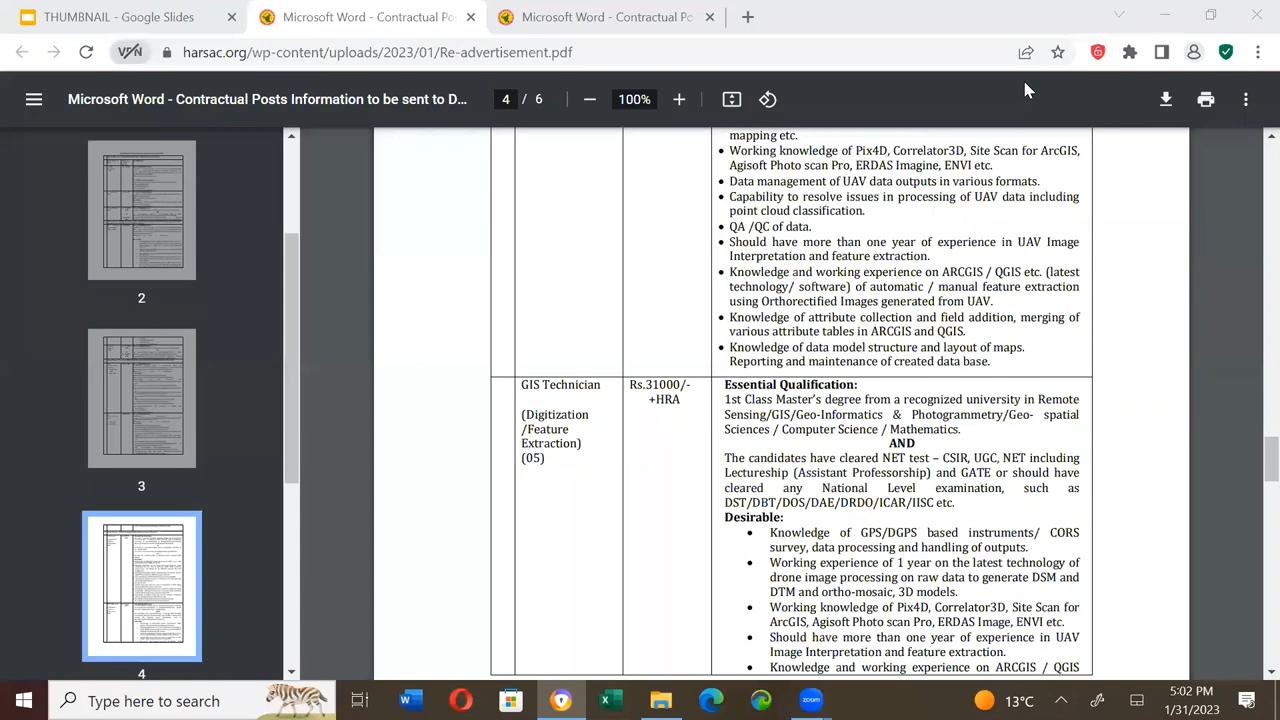 THUMBNAIL - Google Slides
Microsoft Word - Contractual Pos
Microsoft Word - Contractual Po
VPN
harsac.org/wp-content/uploads/2023/01/Re-advertisement.pdf
Microsoft Word - Contractual Posts Information to be sent to D...
4 / 6
100%
2
3
4
mapping etc.
• Working knowledge of Pix4D, Correlator3D, Site Scan for ArcGIS,
Agisoft Photo scan Pro, ERDAS Imagine, ENVI etc.
• Data management of UAV data outputs in various formats.
• Capability to resolve issues in processing of UAV data including
point cloud classification.
• QA /QC of data.
• Should have more than one year of experience in UAV Image
Interpretation and feature extraction.
• Knowledge and working experience on ARCGIS / QGIS etc. (latest
technology/ software) of automatic / manual feature extraction
using Orthorectified Images generated from UAV.
• Knowledge of attribute collection and field addition, merging of
various attribute tables in ARCGIS and QGIS.
• Knowledge of data model structure and layout of maps.
Reporting and maintenance of created data base.
GIS Technician
(Digitization
/Feature
Extraction)
(05)
Rs.31000/-
+HRA
Essential Qualification:
1st Class Master's degree from a recognized university in Remote
Sensing/GIS/Geo-Informatics & Photogrammetry/Geo- spatial
Sciences / Computer Science / Mathematics.
AND
The candidates have cleared NET test – CSIR, UGC, NET including
Lectureship (Assistant Professorship) and GATE or should have
cleared any National Level examination, such as
DST/DBT/DOS/DAE/DRDO/ICAR/IISC etc.
Desirable:
• Knowledge of GPS/DGPS based instruments/ CORS
survey, data processing and handling of outputs.
• Working experience of 1 year on the latest technology of
drone image processing on raw data to generate DSM and
DTM and ortho-mosaic, 3D models.
• Working knowledge of Pix4D, Correlator3D, Site Scan for
ArcGIS, Agisoft Photo scan Pro, ERDAS Image, ENVI etc.
• Should have more than one year of experience in UAV
Image Interpretation and feature extraction.
• Knowledge and working experience on ARCGIS / QGIS
Type here to search
zoom
13°C
5:02 PM
1/31/2023